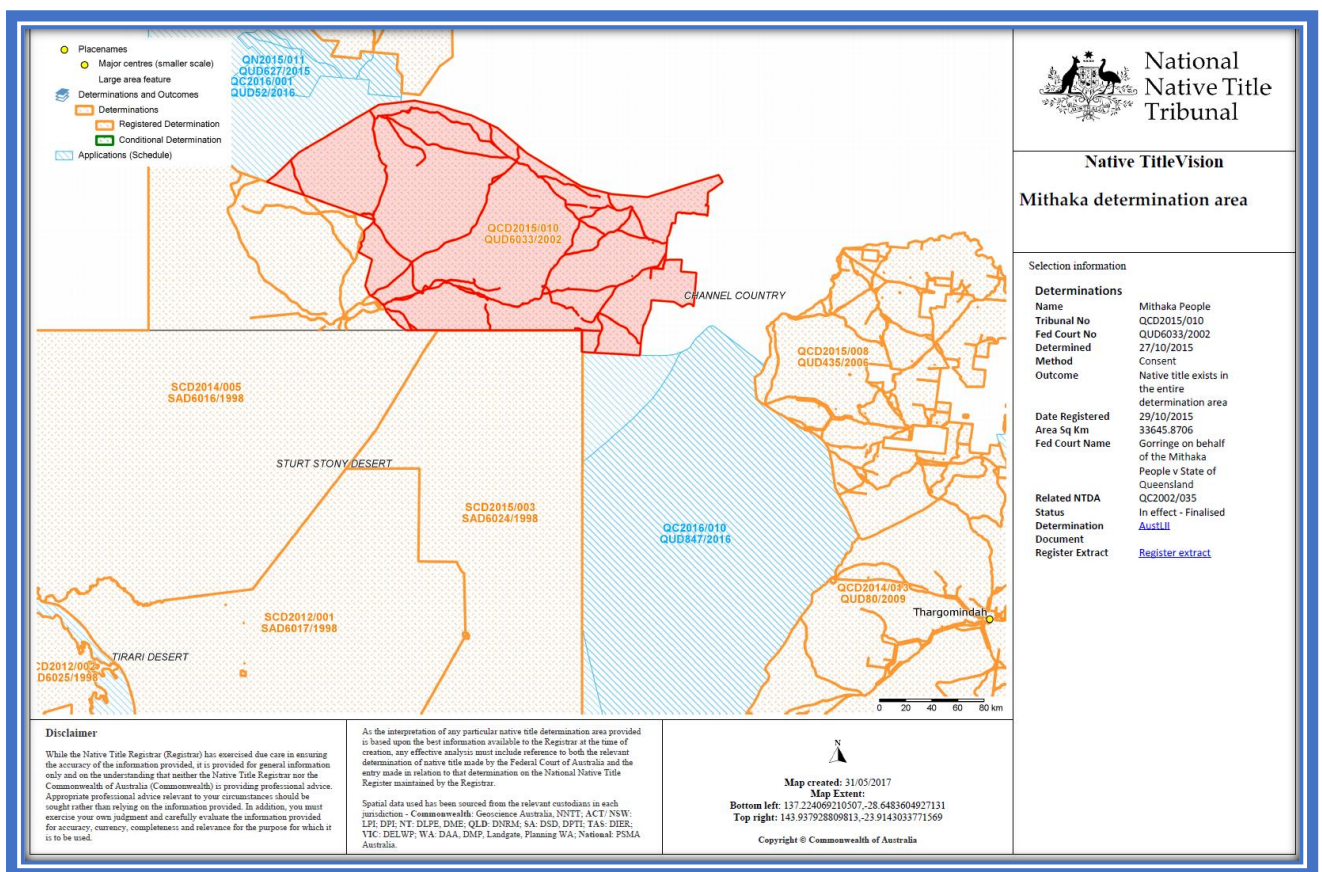 Placenames
Major centres (smaller scale)
Large area feature
Determinations and Outcomes
Determinations
Registered Determination
Conditional Determination
Applications (Schedule)
QN2015/011
QUD627/2015
QC2016/001
QUD52/2016
QCD2015/010
QUD6033/2002
CHANNEL COUNTRY
QCD2015/008
QUD435/2006
SCD2014/005
SAD6016/1998
STURT STONY DESERT
SCD2015/003
SAD6024/1998
QC2016/010
QUD847/2016
QCD2014/013
QUD80/2009
Thargomindah
SCD2012/001
SAD6017/1998
TIRARI DESERT
CD2012/002
D6025/1998
0 20 40 60 80 km
National
Native Title
Tribunal
Native TitleVision
Mithaka determination area
Selection information
Determinations
Name Mithaka People
Tribunal No QCD2015/010
Fed Court No QUD6033/2002
Determined 27/10/2015
Method Consent
Outcome Native title exists in
the entire
determination area
Date Registered 29/10/2015
Area Sq Km 33645.8706
Fed Court Name Gorringe on behalf
of the Mithaka
People v State of
Queensland
Related NTDA QC2002/035
Status In effect - Finalised
Determination AustLII
Document
Register Extract Register extract
Disclaimer
While the Native Title Registrar (Registrar) has exercised due care in ensuring
the accuracy of the information provided, it is provided for general information
only and on the understanding that neither the Native Title Registrar nor the
Commonwealth of Australia (Commonwealth) is providing professional advice.
Appropriate professional advice relevant to your circumstances should be
sought rather than relying on the information provided. In addition, you must
exercise your own judgment and carefully evaluate the information provided
for accuracy, currency, completeness and relevance for the purpose for which it
is to be used.
As the interpretation of any particular native title determination area provided
is based upon the best information available to the Registrar at the time of
creation, any effective analysis must include reference to both the relevant
determination of native title made by the Federal Court of Australia and the
entry made in relation to that determination on the National Native Title
Register maintained by the Registrar.
Spatial data used has been sourced from the relevant custodians in each
jurisdiction - Commonwealth: Geoscience Australia, NNTT; ACT/ NSW:
LPI; DPI; NT: DLPE, DME; QLD: DNRM; SA: DSD, DPTI; TAS: DIER;
VIC: DELWP; WA: DAA, DMP, Landgate, Planning WA; National: PSMA
Australia.
N
Map created: 31/05/2017
Map Extent:
Bottom left: 137.224069210507,-28.6483604927131
Top right: 143.937928809813,-23.9143033771569
Copyright © Commonwealth of Australia